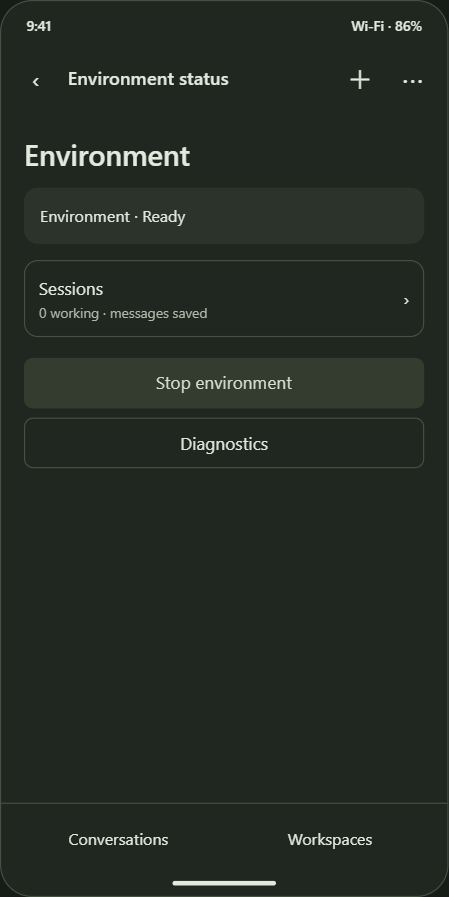 9:41 Wi-Fi · 86%
‹ Environment status + ...
Environment
Environment · Ready
Sessions
0 working · messages saved ›
Stop environment
Diagnostics
Conversations Workspaces